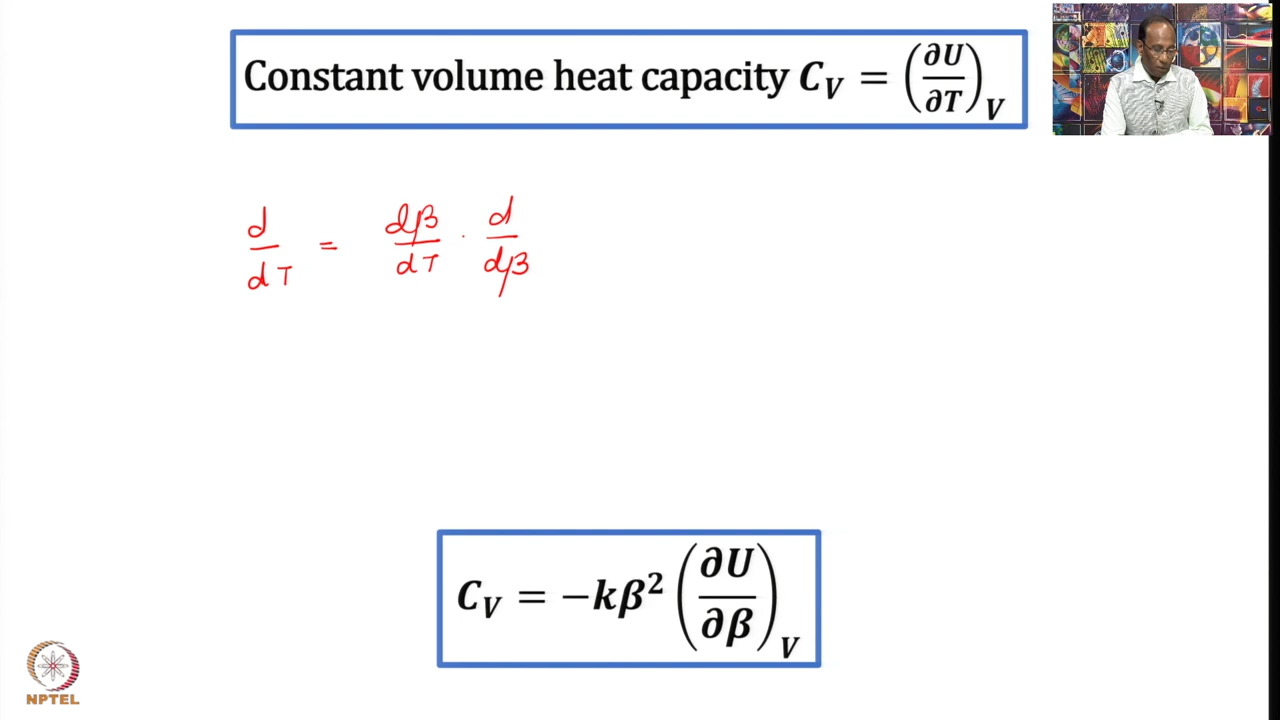 Constant volume heat capacity C_V = (∂U/∂T)_V
d/dT = dβ/dT · d/dβ
C_V = −kβ² (∂U/∂β)_V
NPTEL